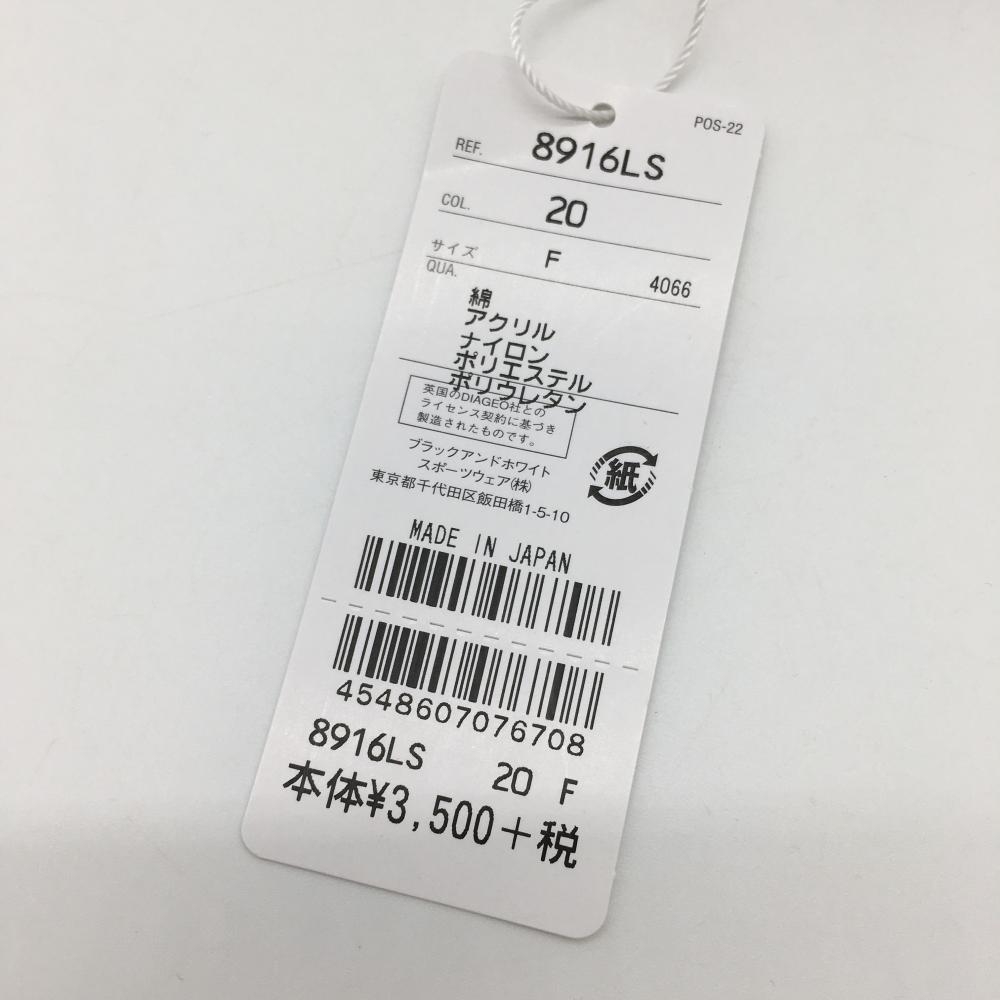 POS-22
REF. 8916LS
COL. 20
サイズ F 4066
QUA.
綿
アクリル
ナイロン
ポリエステル
ポリウレタン
英国のDIAGEO社との
ライセンス契約に基づき
製造されたものです。
ブラックアンドホワイト
スポーツウェア(株)
東京都千代田区飯田橋1-5-10
紙
MADE IN JAPAN
4548607076708
8916LS 20 F
本体¥3,500+税